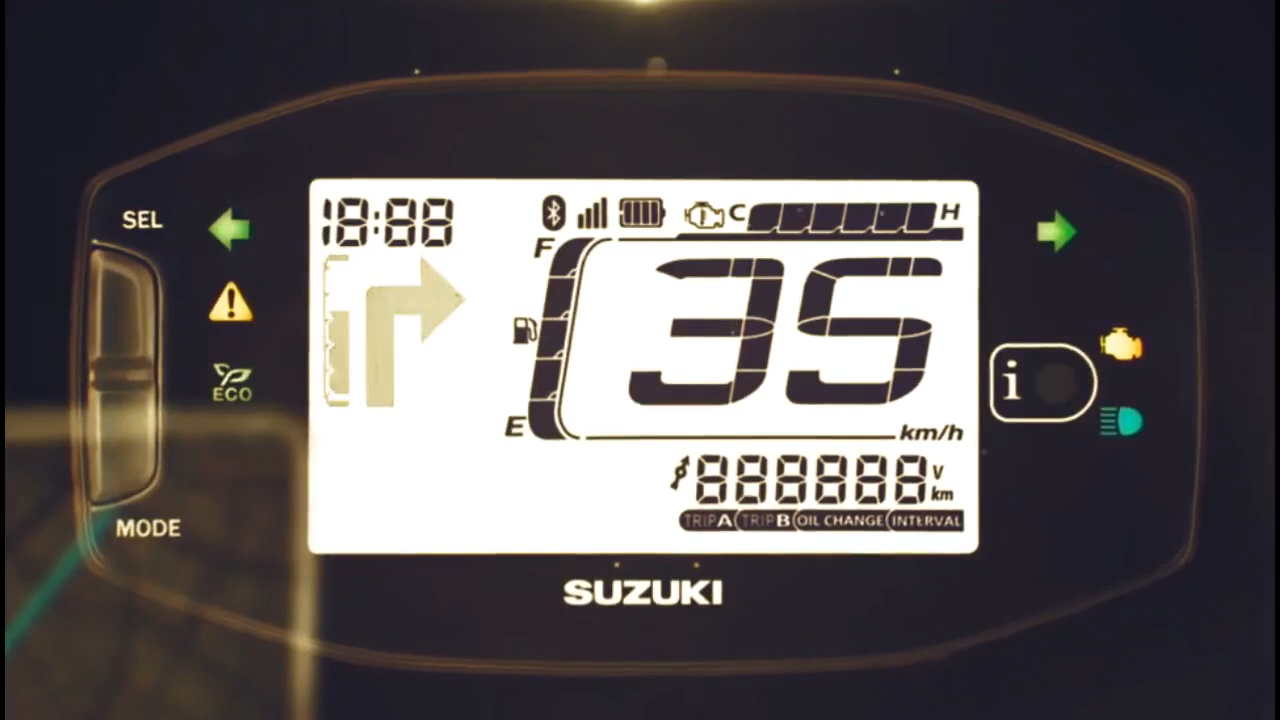 SEL
18:88
C
H
F
35
ECO
i
E
km/h
888888
V
km
TRIP A TRIP B OIL CHANGE INTERVAL
MODE
SUZUKI